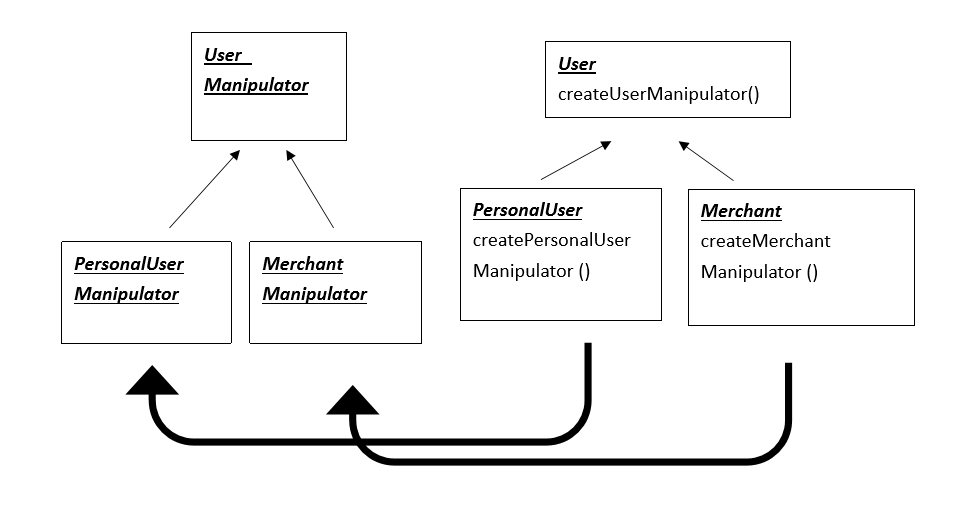 User
Manipulator
User
createUserManipulator()
PersonalUser
Manipulator
Merchant
Manipulator
PersonalUser
createPersonalUser
Manipulator ()
Merchant
createMerchant
Manipulator ()